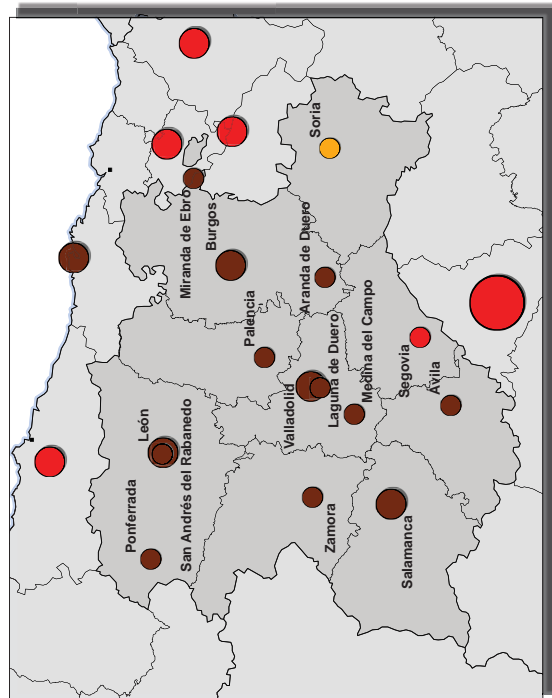 Ponferrada
León
San Andrés del Rabanedo
Miranda de Ebro
Burgos
Palencia
Valladolid
Aranda de Duero
Soria
Zamora
Laguna de Duero
Medina del Campo
Segovia
Salamanca
Avila